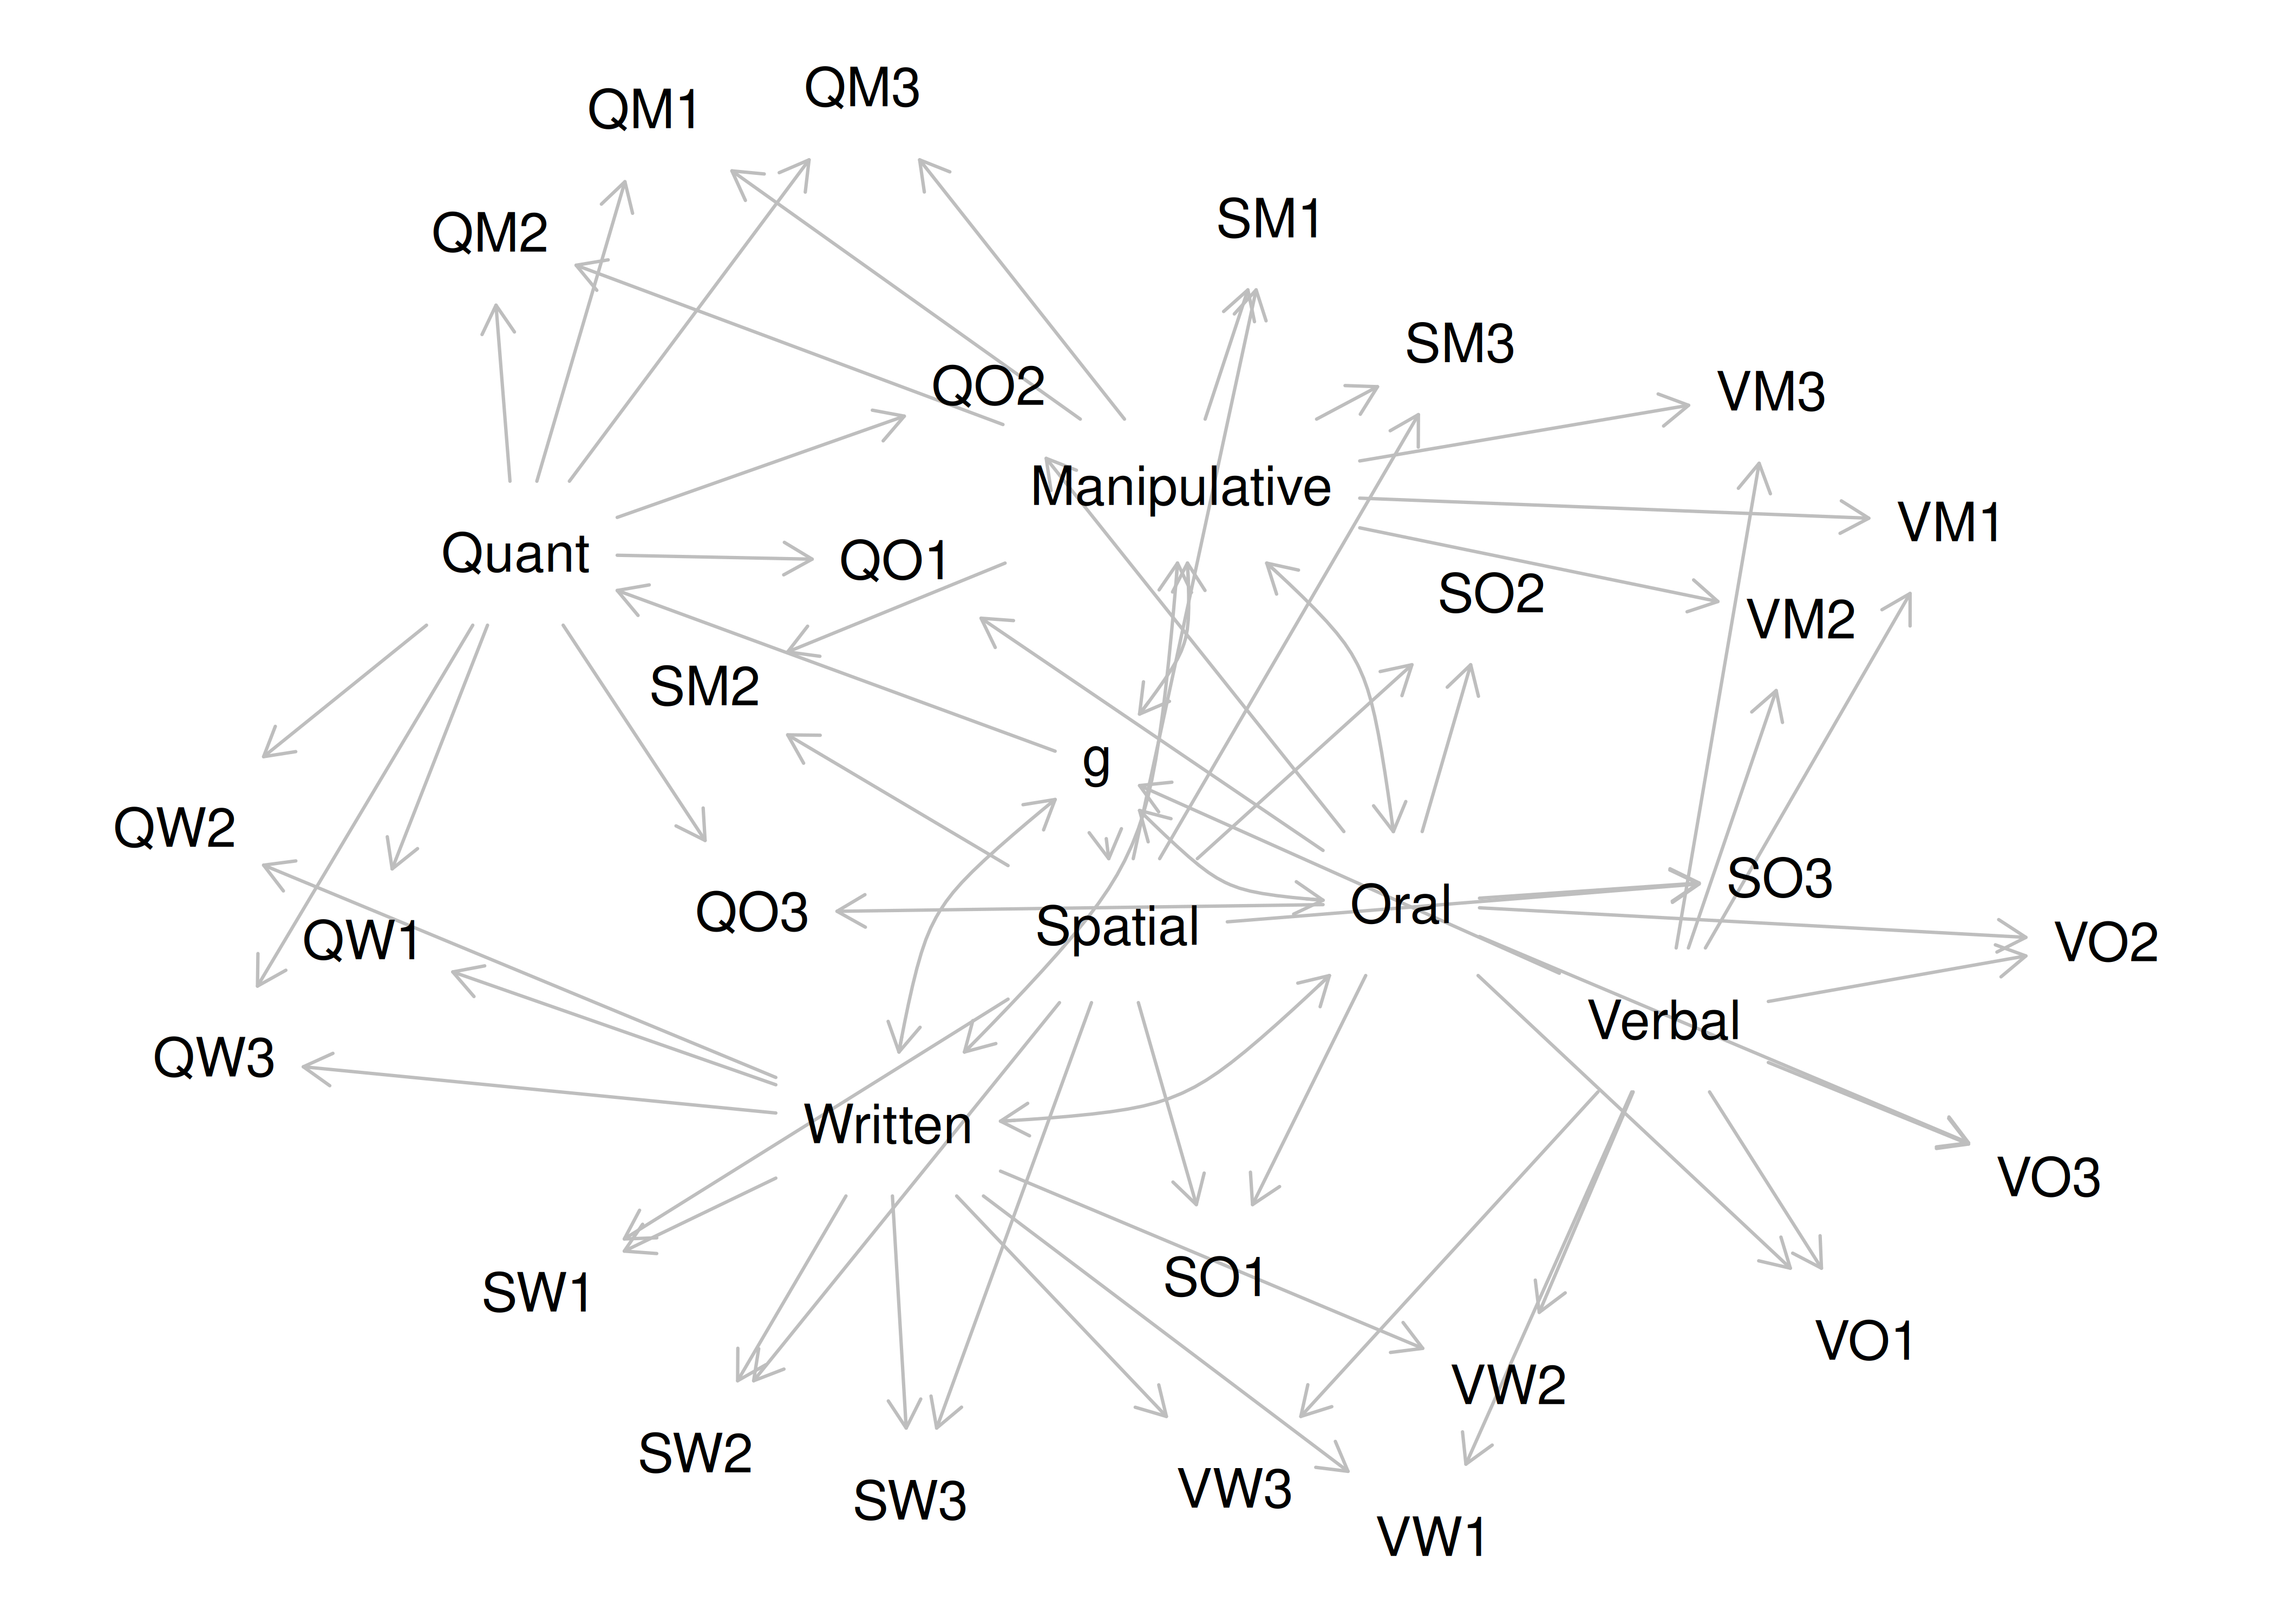 QM3
QM1
SM1
QM2
SM3
QO2
VM3
Manipulative
VM1
Quant
QO1
SO2
VM2
SM2
g
QW2
SO3
Oral
QO3
Spatial
QW1
VO2
Verbal
QW3
Written
VO3
SO1
SW1
VO1
VW2
SW2
VW3
SW3
VW1